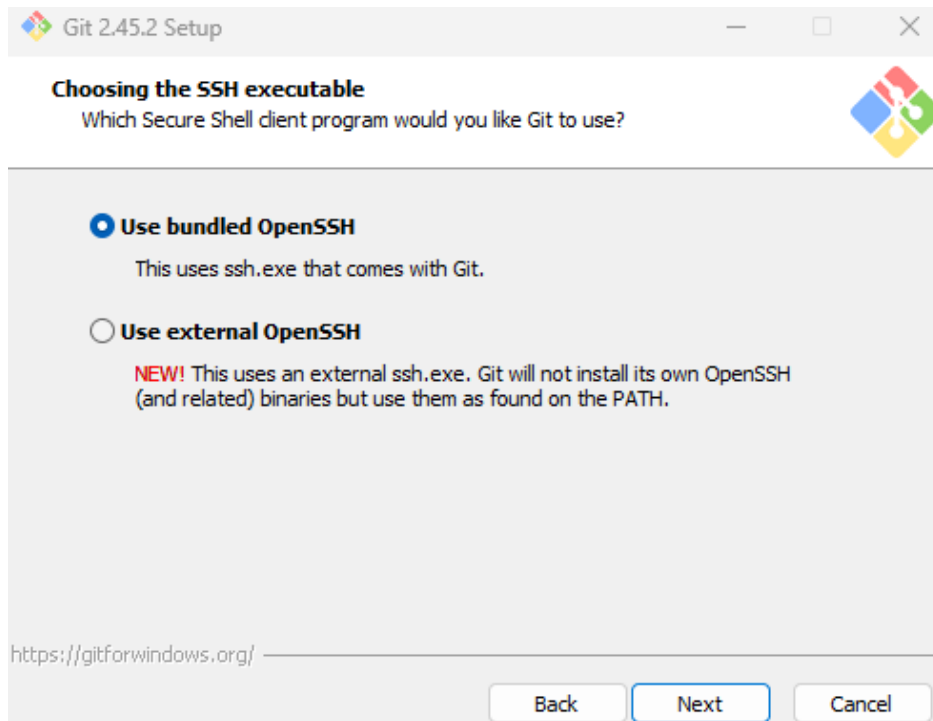 Git 2.45.2 Setup
Choosing the SSH executable
Which Secure Shell client program would you like Git to use?
Use bundled OpenSSH
This uses ssh.exe that comes with Git.
Use external OpenSSH
NEW! This uses an external ssh.exe. Git will not install its own OpenSSH
(and related) binaries but use them as found on the PATH.
https://gitforwindows.org/
Back Next Cancel